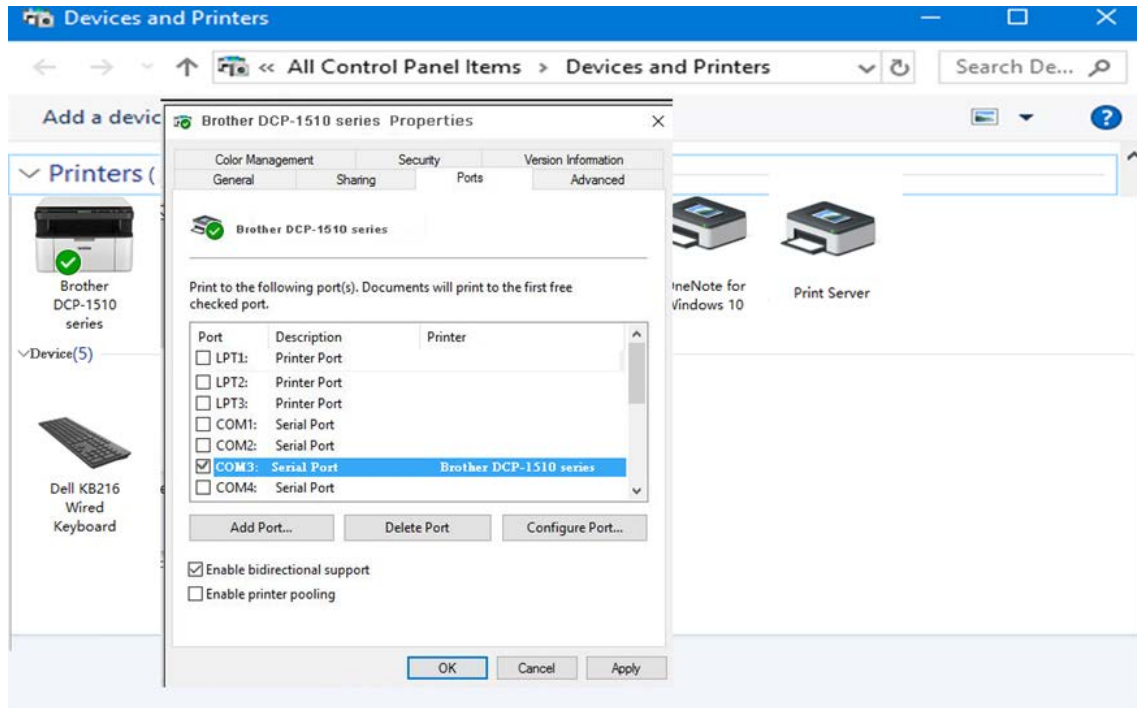 Devices and Printers
« All Control Panel Items > Devices and Printers
Search De...
Add a devic
Brother DCP-1510 series Properties
Color Management Security Version Information
General Sharing Ports Advanced
Printers (
Brother DCP-1510 series
Brother
DCP-1510
series
OneNote for
Windows 10
Print Server
Print to the following port(s). Documents will print to the first free
checked port.
Port Description Printer
LPT1: Printer Port
LPT2: Printer Port
LPT3: Printer Port
COM1: Serial Port
COM2: Serial Port
COM3: Serial Port Brother DCP-1510 series
COM4: Serial Port
Device(5)
Dell KB216
Wired
Keyboard
Add Port... Delete Port Configure Port...
Enable bidirectional support
Enable printer pooling
OK Cancel Apply